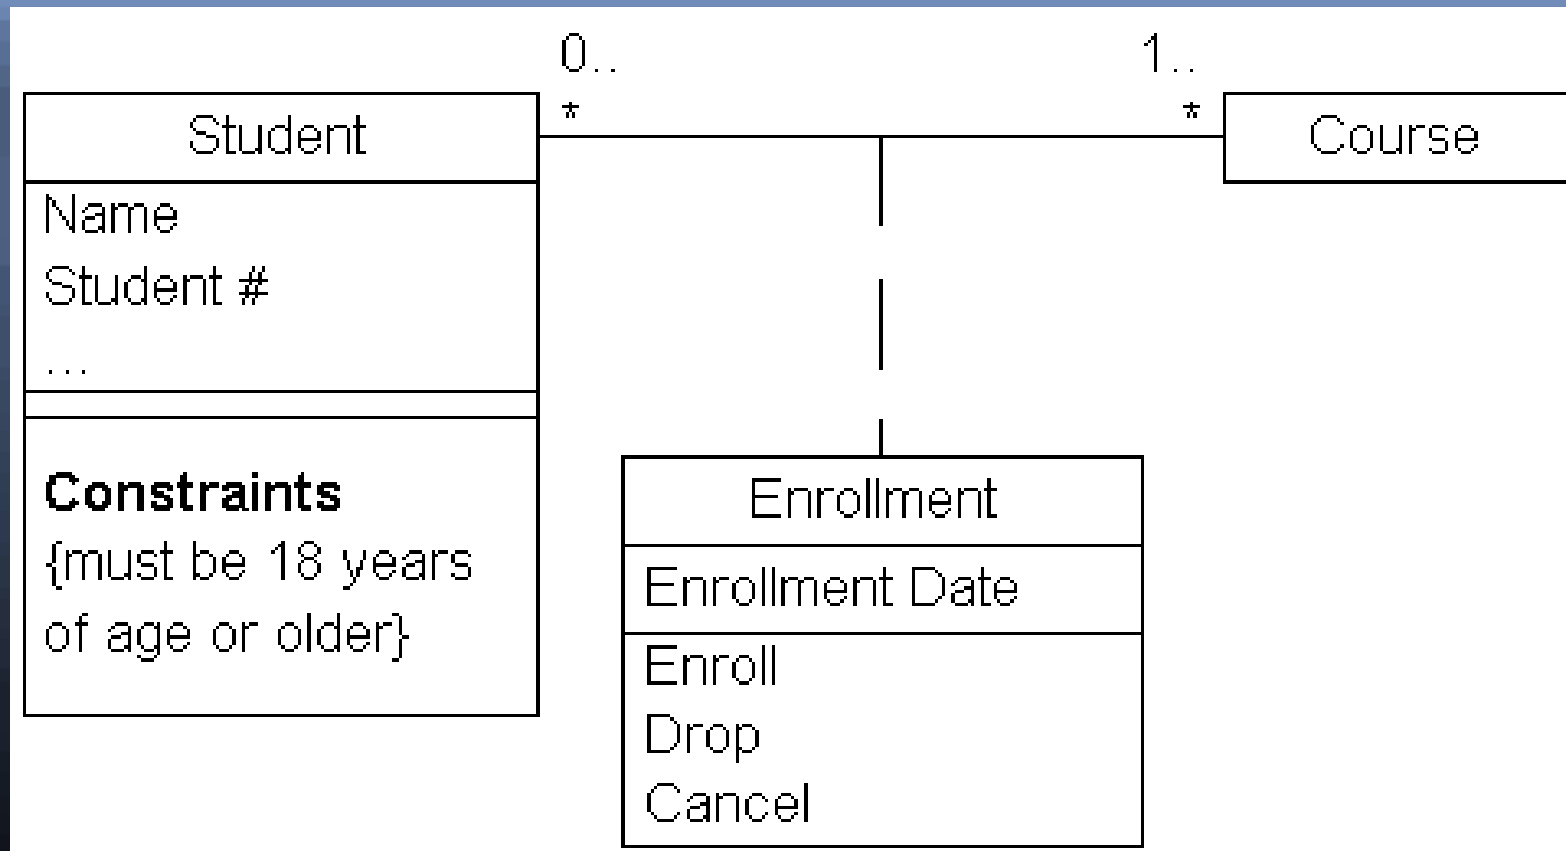 0..
*
1..
*
Student
Name
Student #
...
Constraints
{must be 18 years
of age or older}
Course
Enrollment
Enrollment Date
Enroll
Drop
Cancel